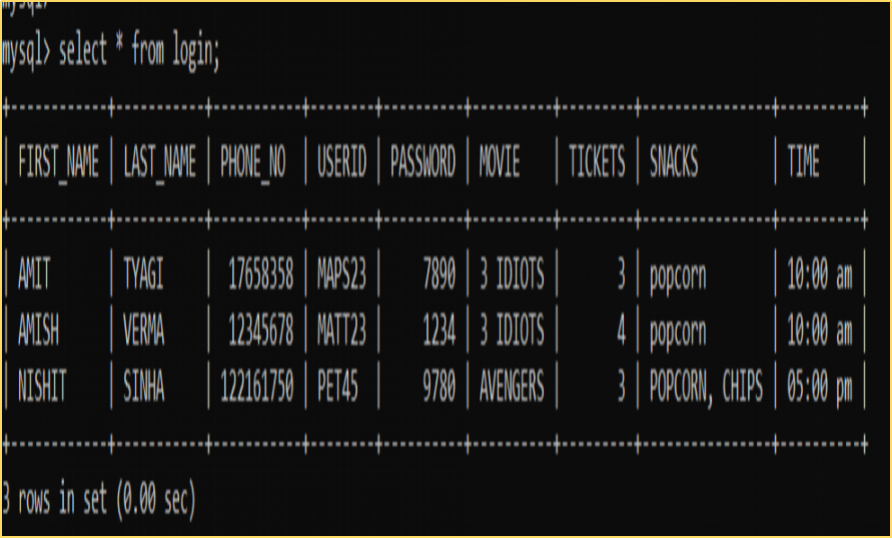 mysql>
mysql> select * from login;
+------------+-----------+-----------+--------+----------+----------+---------+---------------+----------+
| FIRST_NAME | LAST_NAME | PHONE_NO | USERID | PASSWORD | MOVIE | TICKETS | SNACKS | TIME |
+------------+-----------+-----------+--------+----------+----------+---------+---------------+----------+
| AMIT | TYAGI | 17658358 | MAPS23 | 7890 | 3 IDIOTS | 3 | popcorn | 10:00 am |
| AMISH | VERMA | 12345678 | MATT23 | 1234 | 3 IDIOTS | 4 | popcorn | 10:00 am |
| NISHIT | SINHA | 122161750 | PET45 | 9780 | AVENGERS | 3 | POPCORN, CHIPS | 05:00 pm |
+------------+-----------+-----------+--------+----------+----------+---------+---------------+----------+
3 rows in set (0.00 sec)